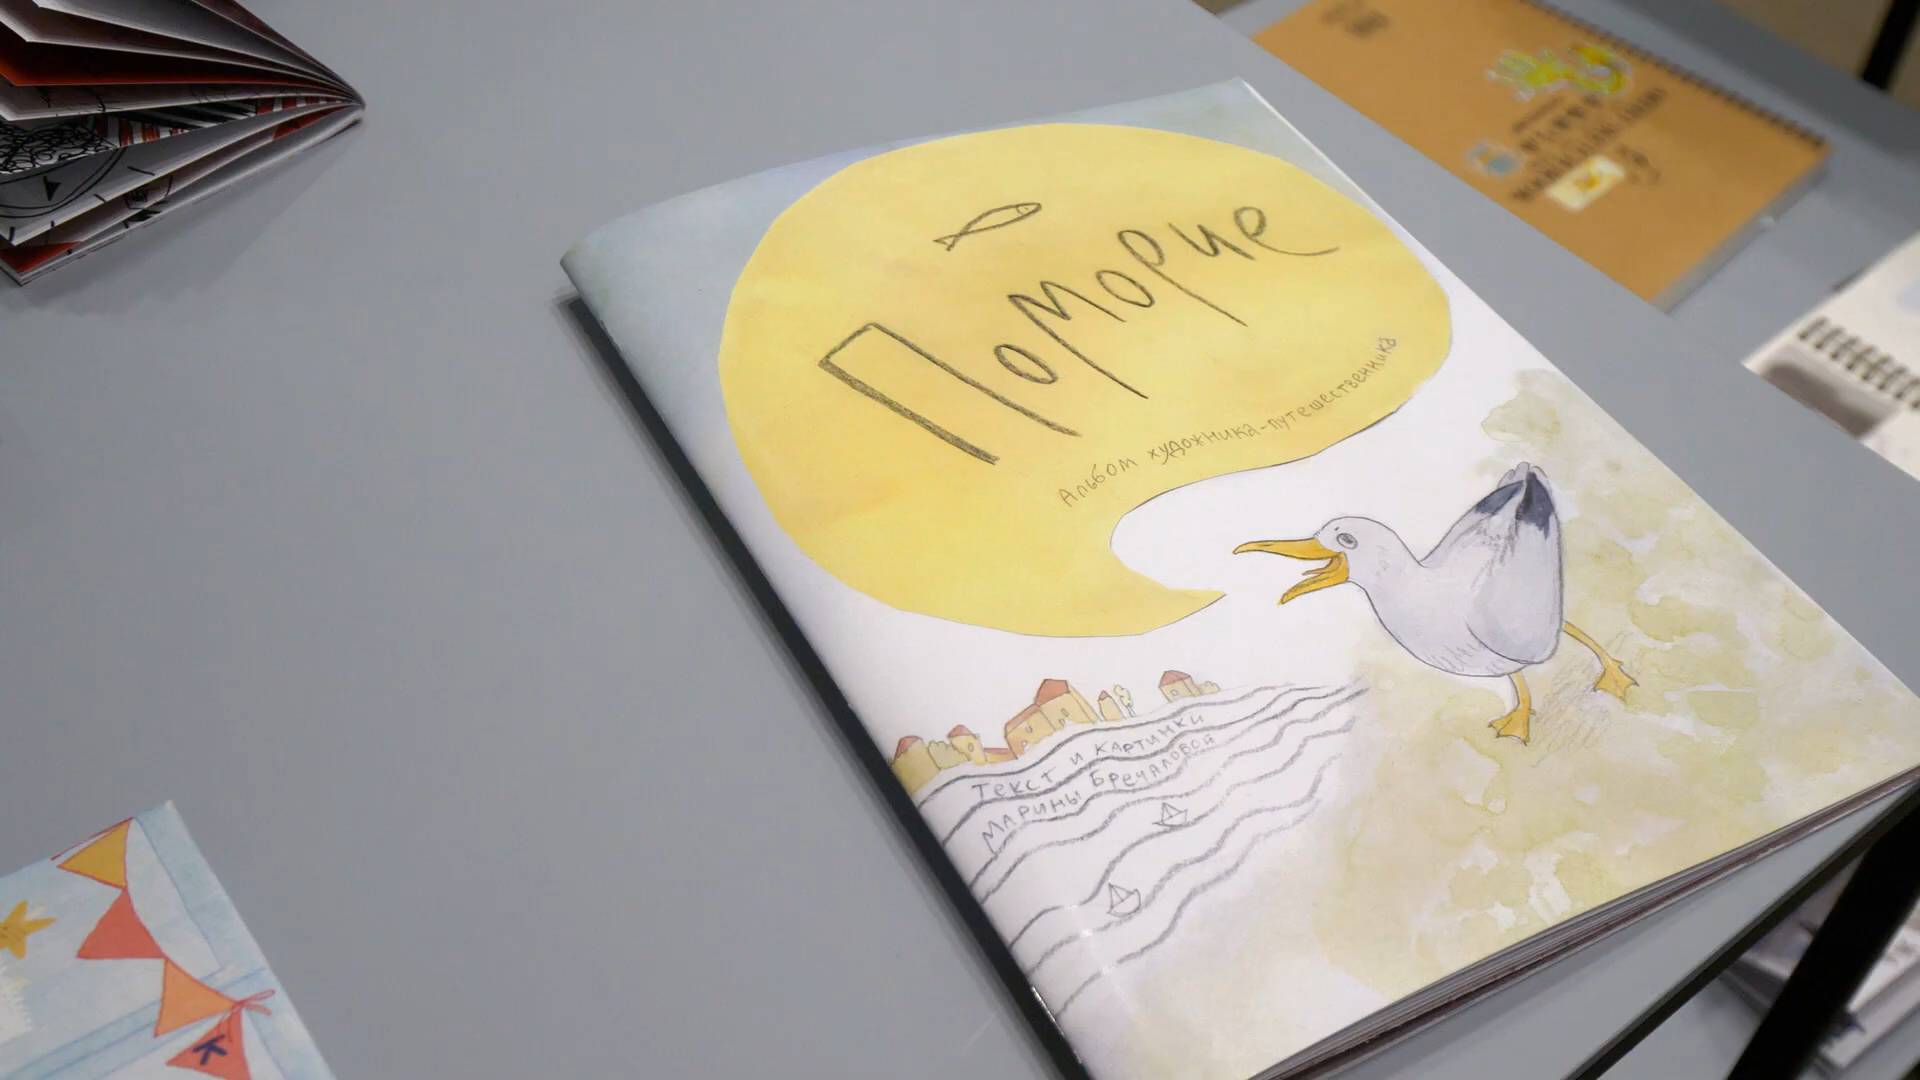 Поморие
Альбом художника-путешественника
Текст и картинки
Марины Бречаловой
К